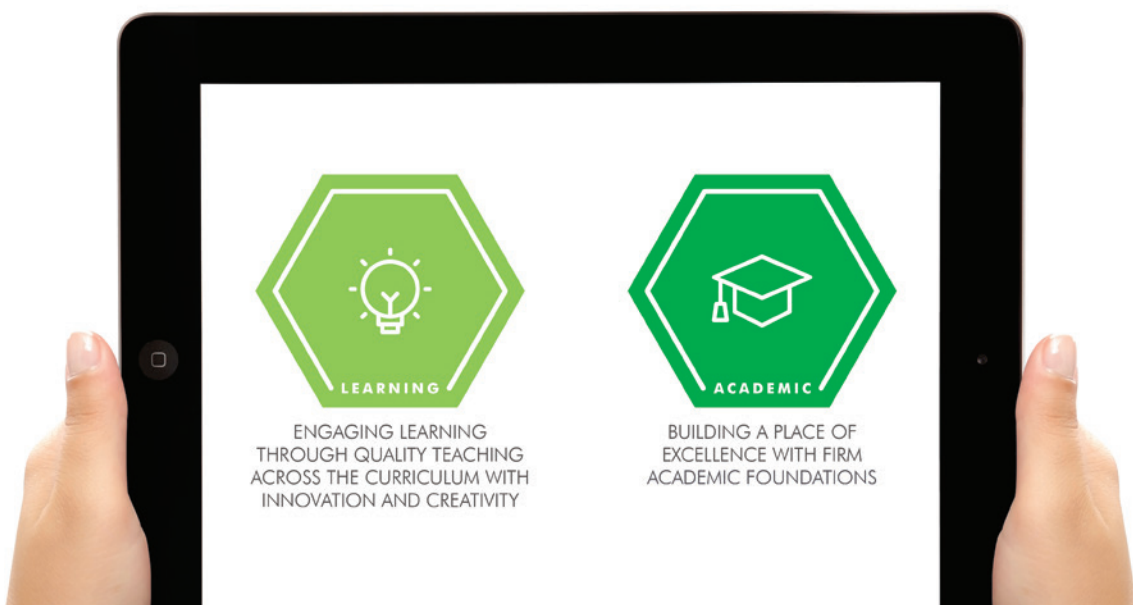 LEARNING
ENGAGING LEARNING
THROUGH QUALITY TEACHING
ACROSS THE CURRICULUM WITH
INNOVATION AND CREATIVITY
ACADEMIC
BUILDING A PLACE OF
EXCELLENCE WITH FIRM
ACADEMIC FOUNDATIONS